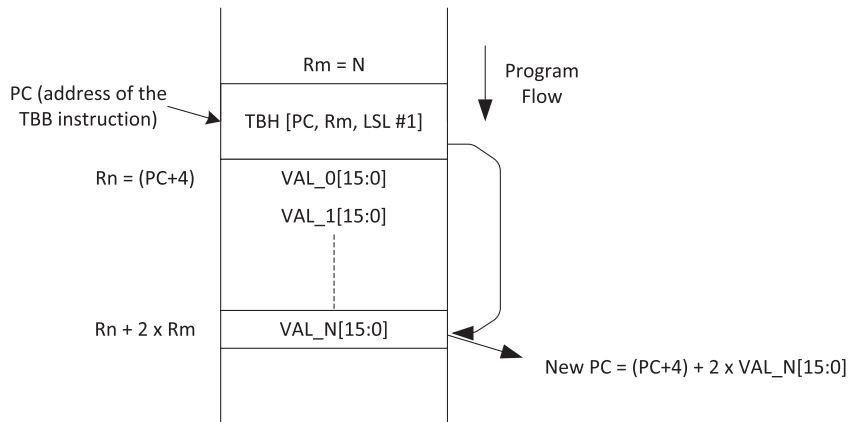 Rm = N
Program
Flow
PC (address of the
TBB instruction)
TBH [PC, Rm, LSL #1]
Rn = (PC+4)
VAL_0[15:0]
VAL_1[15:0]
Rn + 2 x Rm
VAL_N[15:0]
New PC = (PC+4) + 2 x VAL_N[15:0]